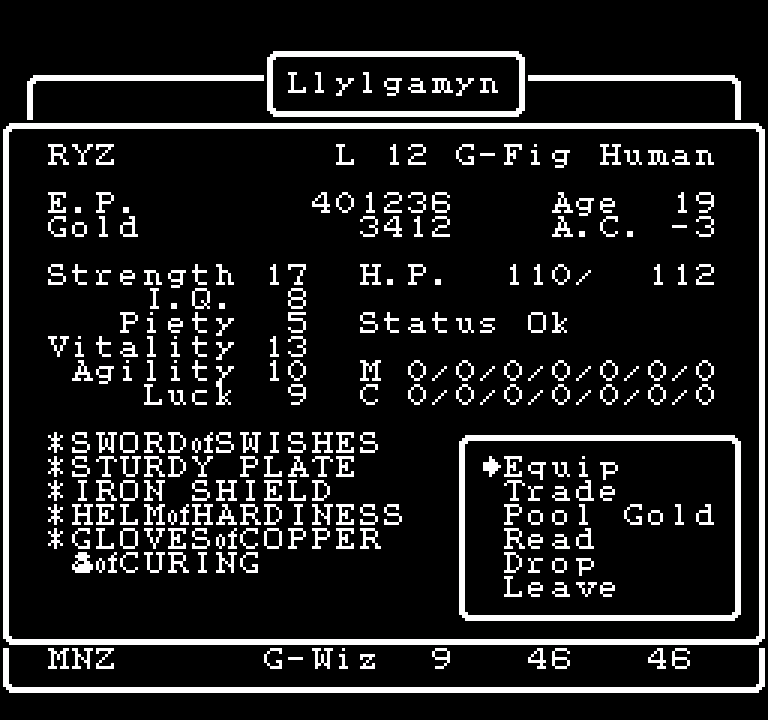 Llylgamyn
RYZ L 12 G-Fig Human
E.P. 401236 Age 19
Gold 3412 A.C. -3
Strength 17 H.P. 110/ 112
I.Q. 8
Piety 5 Status Ok
Vitality 13
Agility 10 M 0/0/0/0/0/0/0
Luck 9 C 0/0/0/0/0/0/0
*SWORDofSWISHES
*STURDY PLATE
*IRON SHIELD
*HELMofHARDINESS
*GLOVESofCOPPER
ofCURING
Equip
Trade
Pool Gold
Read
Drop
Leave
MNZ G-Wiz 9 46 46